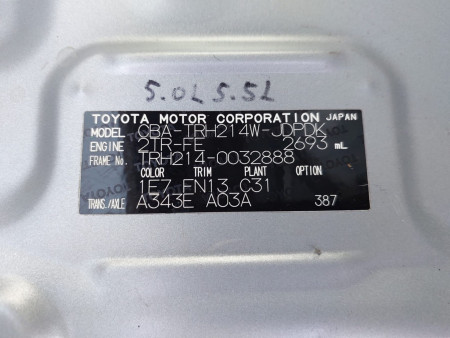 5.0L 5.5L
TOYOTA MOTOR CORPORATION JAPAN
MODEL CBA-TRH214W-JDPDK
ENGINE 2TR-FE 2693 mL
FRAME No. TRH214-0032888
COLOR TRIM PLANT OPTION
1E7 FN13 C31
TRANS./AXLE A343E A03A 387